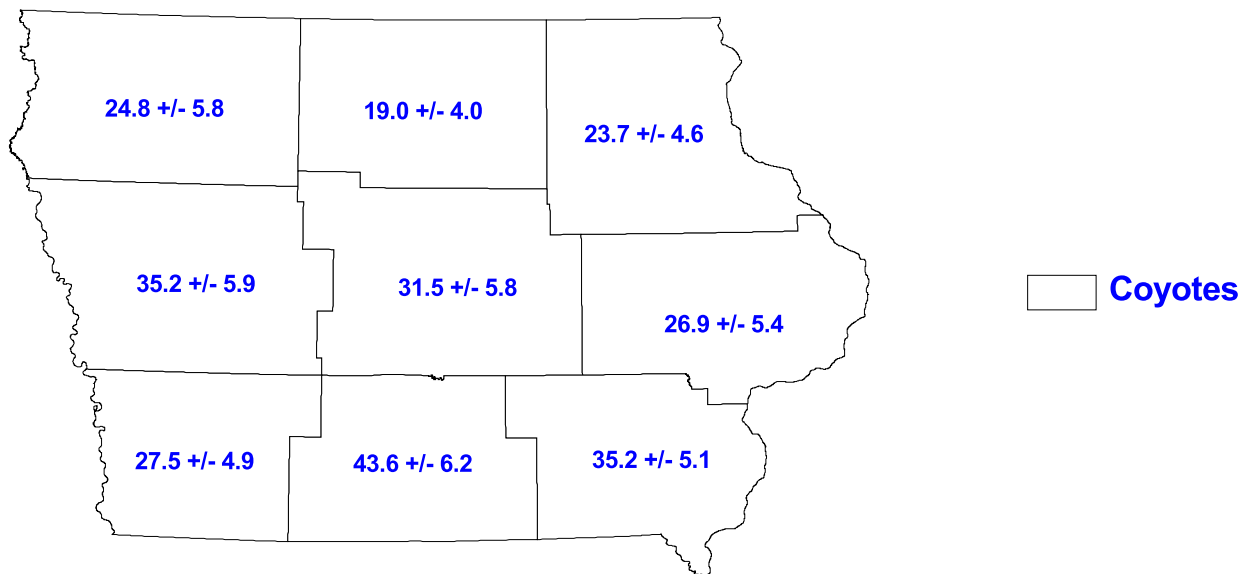 24.8 +/- 5.8
19.0 +/- 4.0
23.7 +/- 4.6
35.2 +/- 5.9
31.5 +/- 5.8
26.9 +/- 5.4
27.5 +/- 4.9
43.6 +/- 6.2
35.2 +/- 5.1
Coyotes